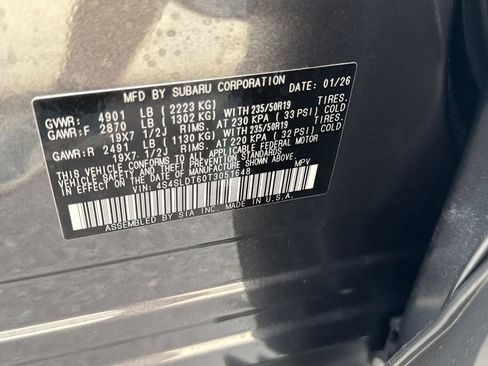 MFD BY SUBARU CORPORATION DATE: 01/26
GVWR: 4901 LB (2223 KG)
GAWR:F 2870 LB (1302 KG) WITH 235/50R19 TIRES.
19X7 1/2J RIMS. AT 230 KPA (33 PSI) COLD
GAWR:R 2491 LB (1130 KG) WITH 235/50R19 TIRES.
19X7 1/2J RIMS. AT 220 KPA (32 PSI) COLD
THIS VEHICLE CONFORMS TO ALL APPLICABLE FEDERAL MOTOR
VEHICLE SAFETY, BUMPER, AND THEFT PREVENTION STANDARDS
IN EFFECT ON THE DATE OF MANUFACTURE SHOWN ABOVE.
VIN: 4S4SLDT60T3051648 MPV
ASSEMBLED BY SIA INC. MADE IN U.S.A.